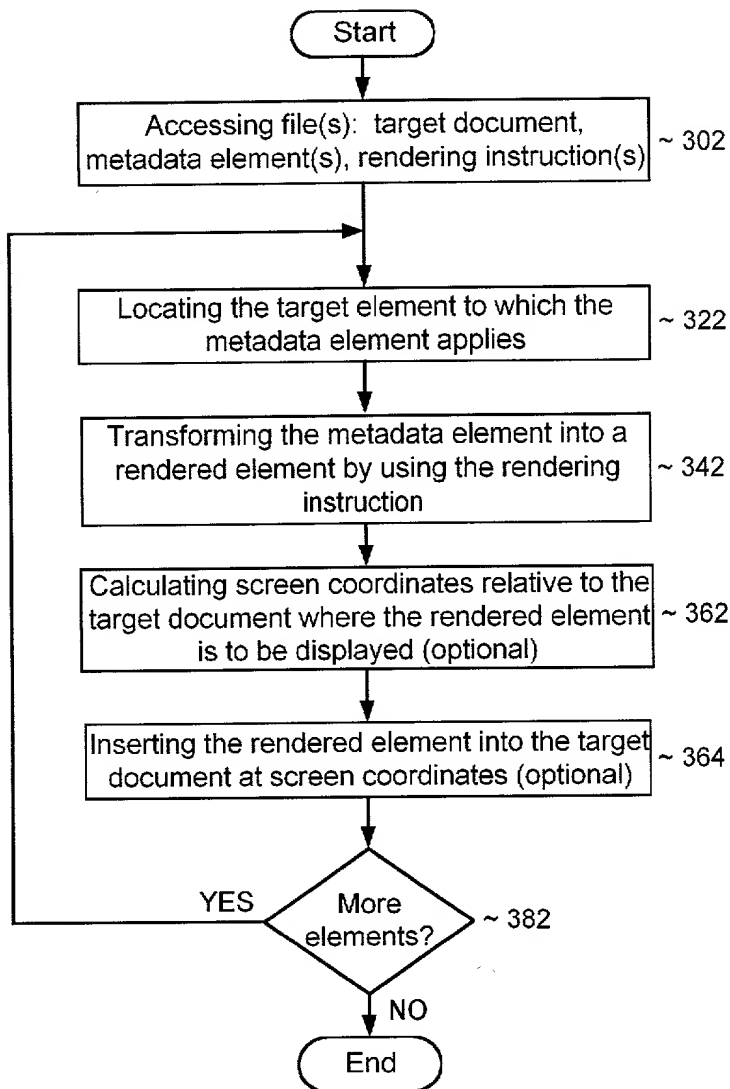 Start
Accessing file(s): target document,
metadata element(s), rendering instruction(s)
~ 302
Locating the target element to which the
metadata element applies
~ 322
Transforming the metadata element into a
rendered element by using the rendering
instruction
~ 342
Calculating screen coordinates relative to the
target document where the rendered element
is to be displayed (optional)
~ 362
Inserting the rendered element into the target
document at screen coordinates (optional)
~ 364
YES
More
elements?
~ 382
NO
End